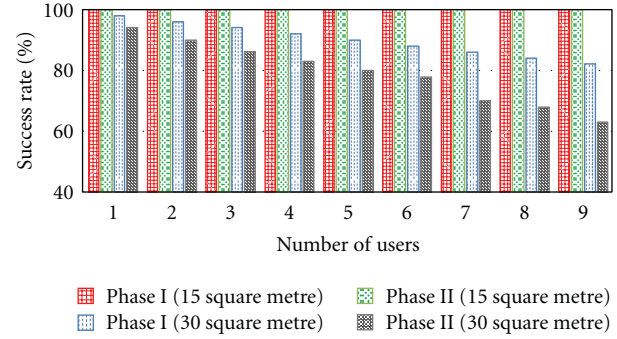 100
80
60
40
Success rate (%)
1 2 3 4 5 6 7 8 9
Number of users
Phase I (15 square metre)
Phase II (15 square metre)
Phase I (30 square metre)
Phase II (30 square metre)